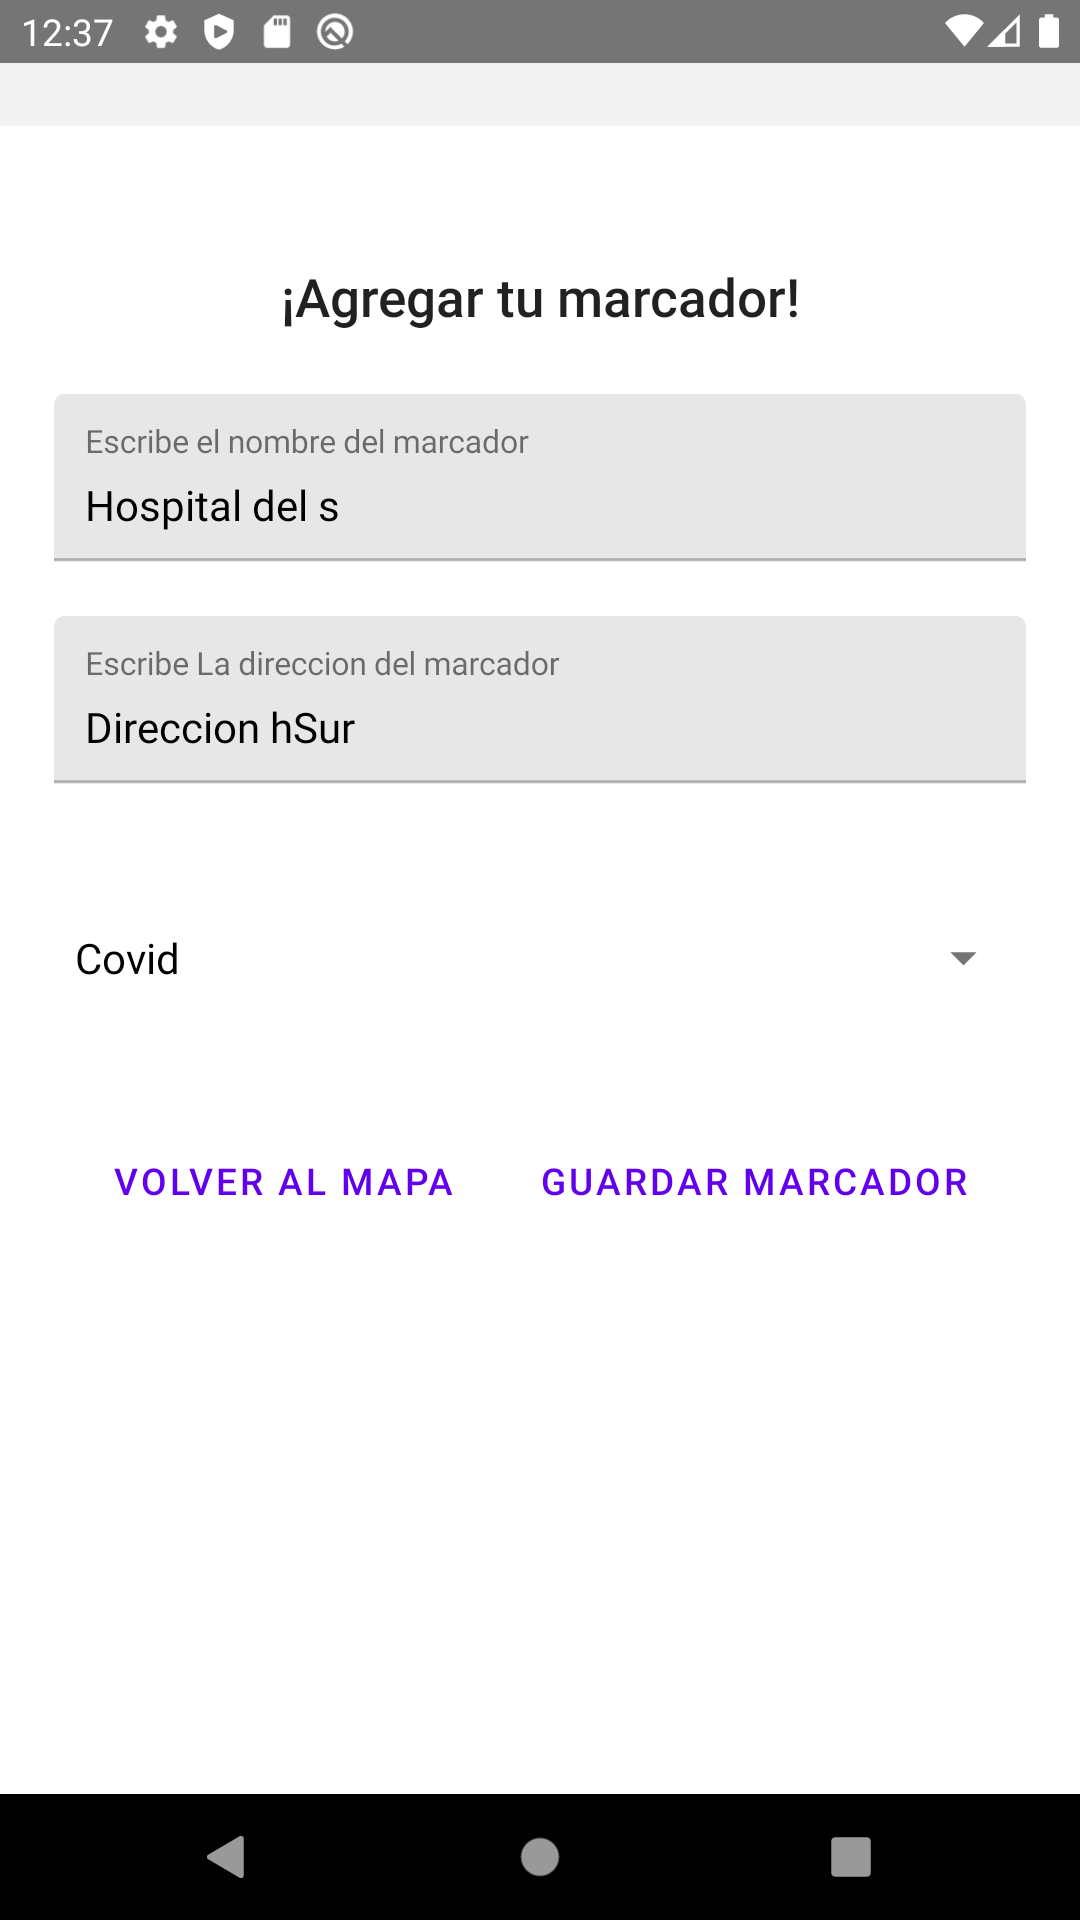 12:37
¡Agregar tu marcador!
Escribe el nombre del marcador
Hospital del s
Escribe La direccion del marcador
Direccion hSur
Covid
VOLVER AL MAPA GUARDAR MARCADOR